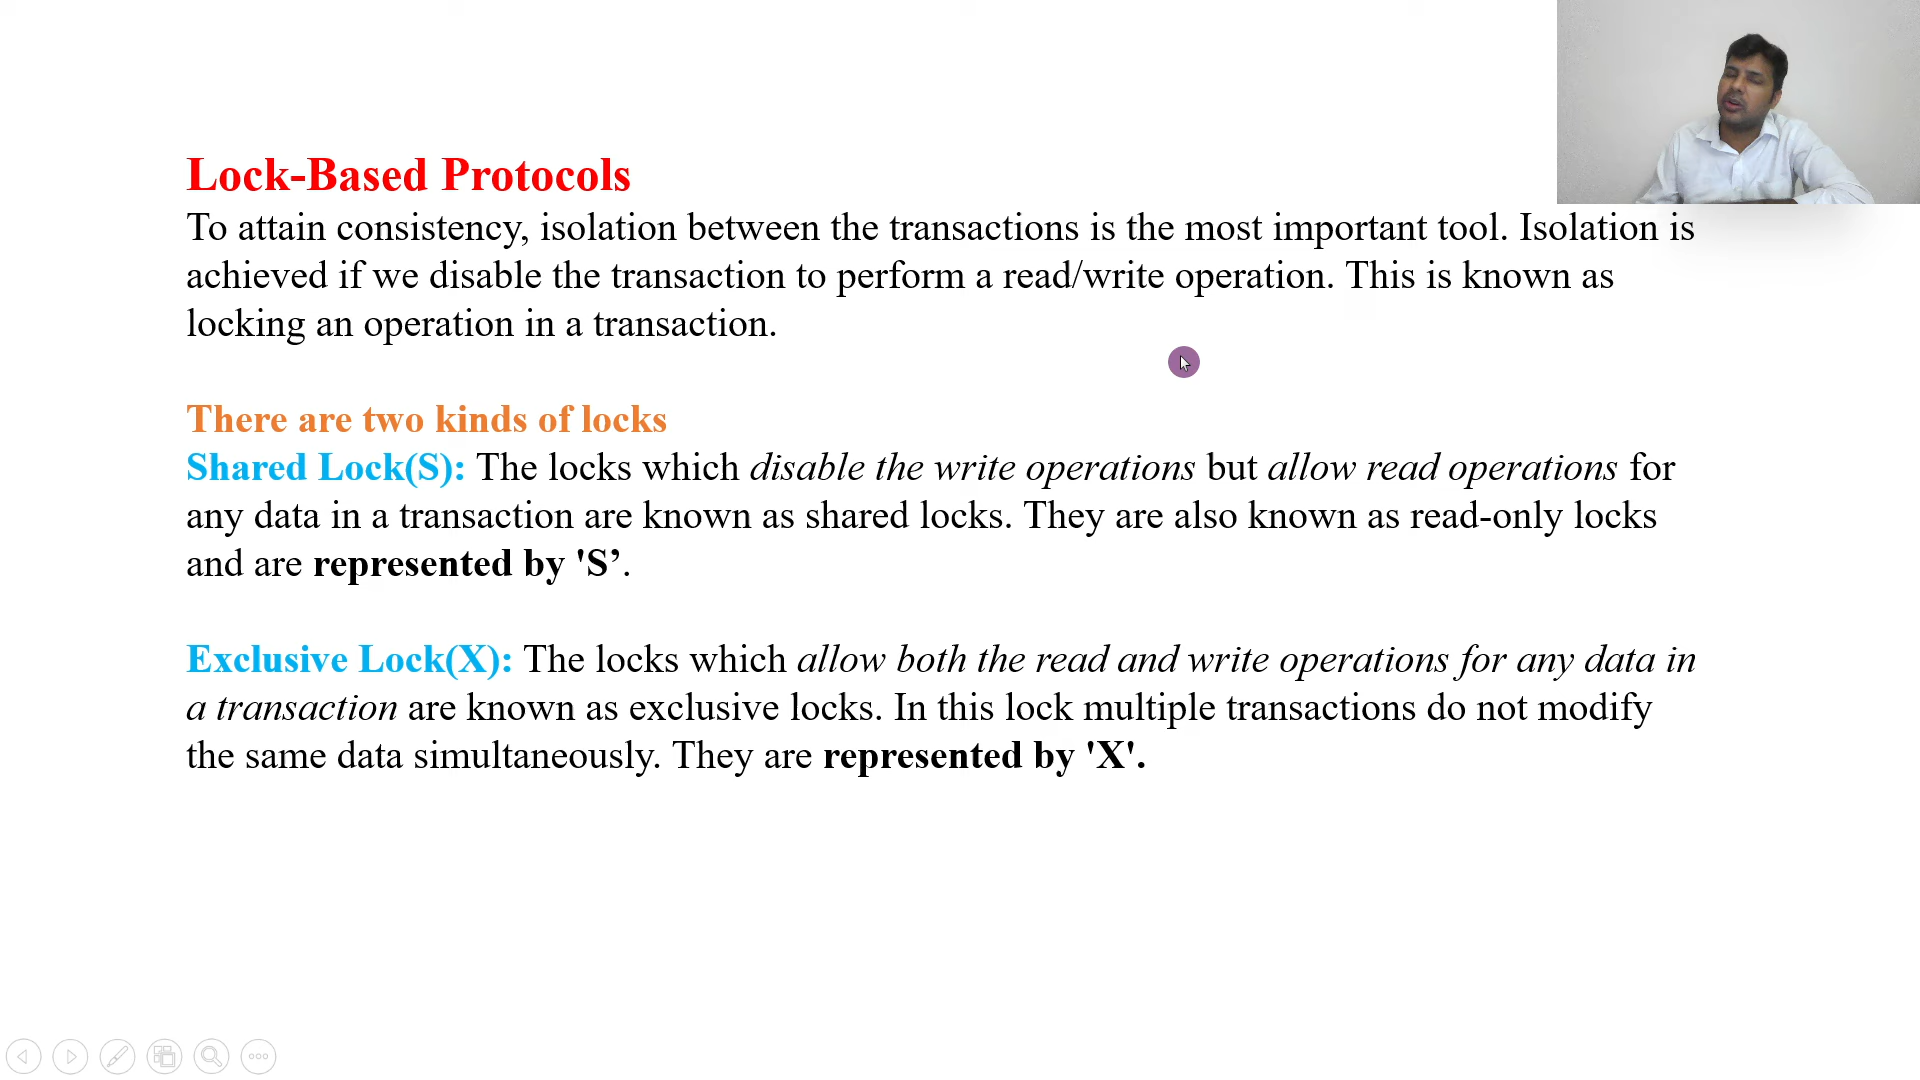 Lock-Based Protocols
To attain consistency, isolation between the transactions is the most important tool. Isolation is
achieved if we disable the transaction to perform a read/write operation. This is known as
locking an operation in a transaction.
There are two kinds of locks
Shared Lock(S): The locks which disable the write operations but allow read operations for
any data in a transaction are known as shared locks. They are also known as read-only locks
and are represented by 'S’.
Exclusive Lock(X): The locks which allow both the read and write operations for any data in
a transaction are known as exclusive locks. In this lock multiple transactions do not modify
the same data simultaneously. They are represented by 'X'.